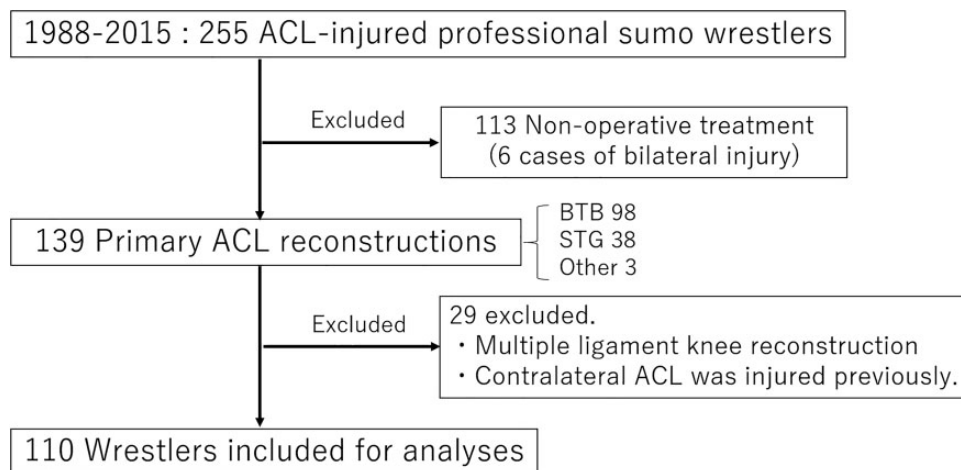 1988-2015 : 255 ACL-injured professional sumo wrestlers
Excluded
113 Non-operative treatment
(6 cases of bilateral injury)
139 Primary ACL reconstructions
BTB 98
STG 38
Other 3
Excluded
29 excluded.
・Multiple ligament knee reconstruction
・Contralateral ACL was injured previously.
110 Wrestlers included for analyses